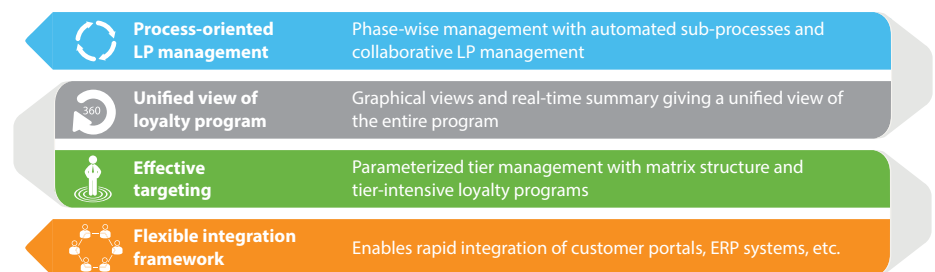 Process-oriented
LP management
Phase-wise management with automated sub-processes and
collaborative LP management
360
Unified view of
loyalty program
Graphical views and real-time summary giving a unified view of
the entire program
Effective
targeting
Parameterized tier management with matrix structure and
tier-intensive loyalty programs
Flexible integration
framework
Enables rapid integration of customer portals, ERP systems, etc.